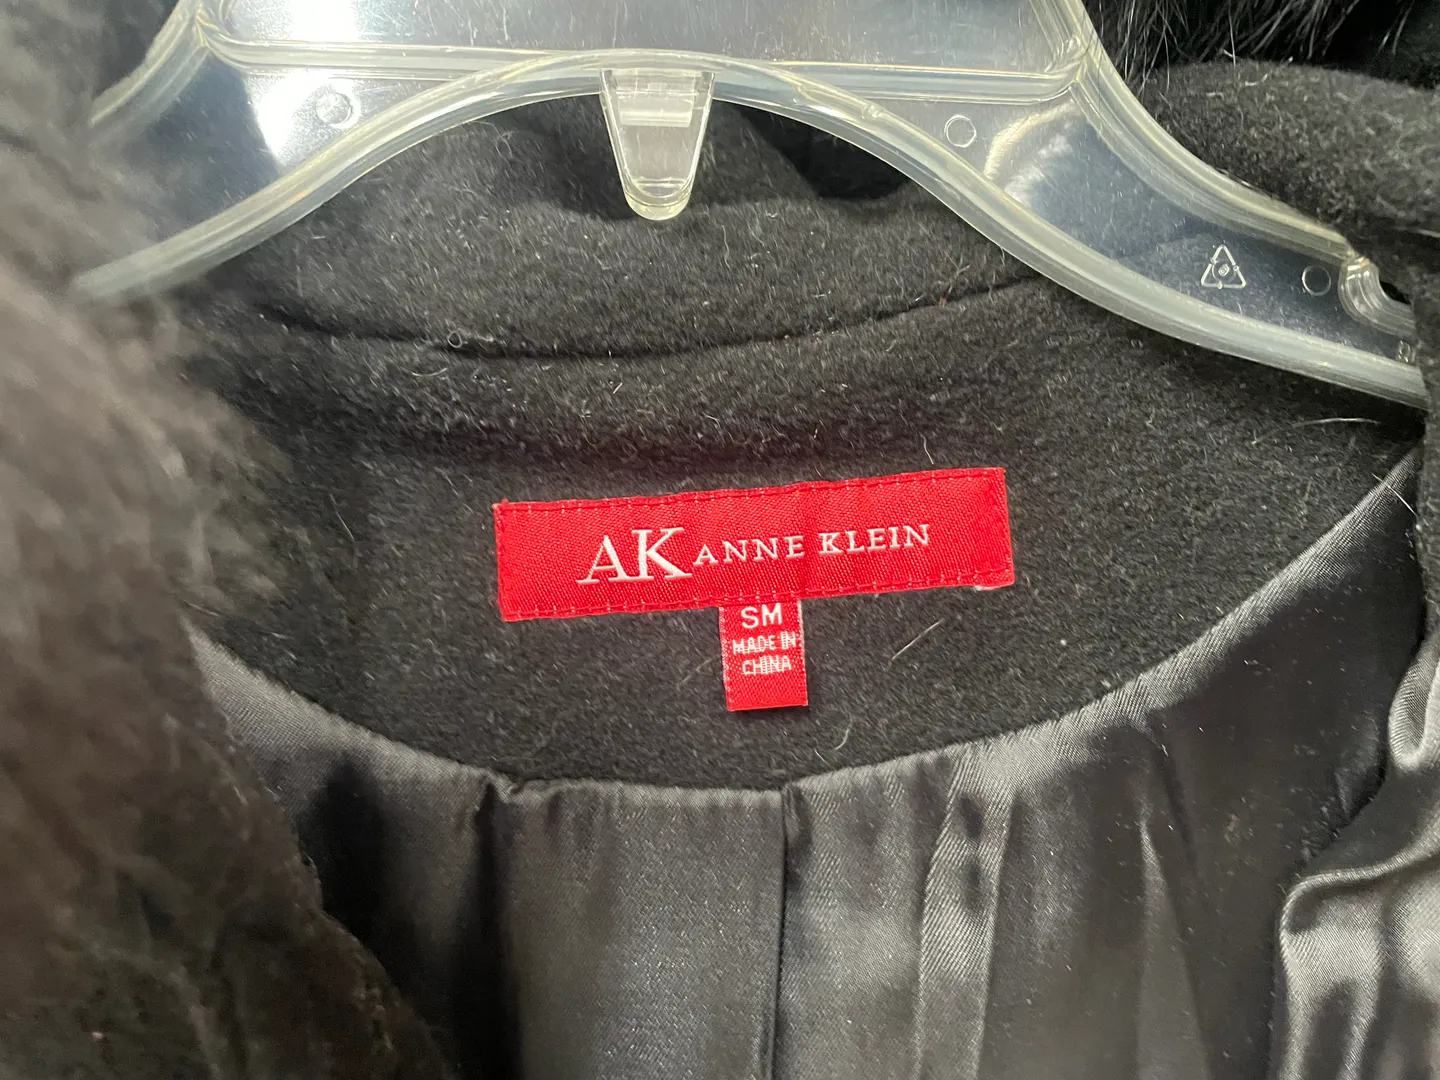 AK ANNE KLEIN
SM
MADE IN
CHINA